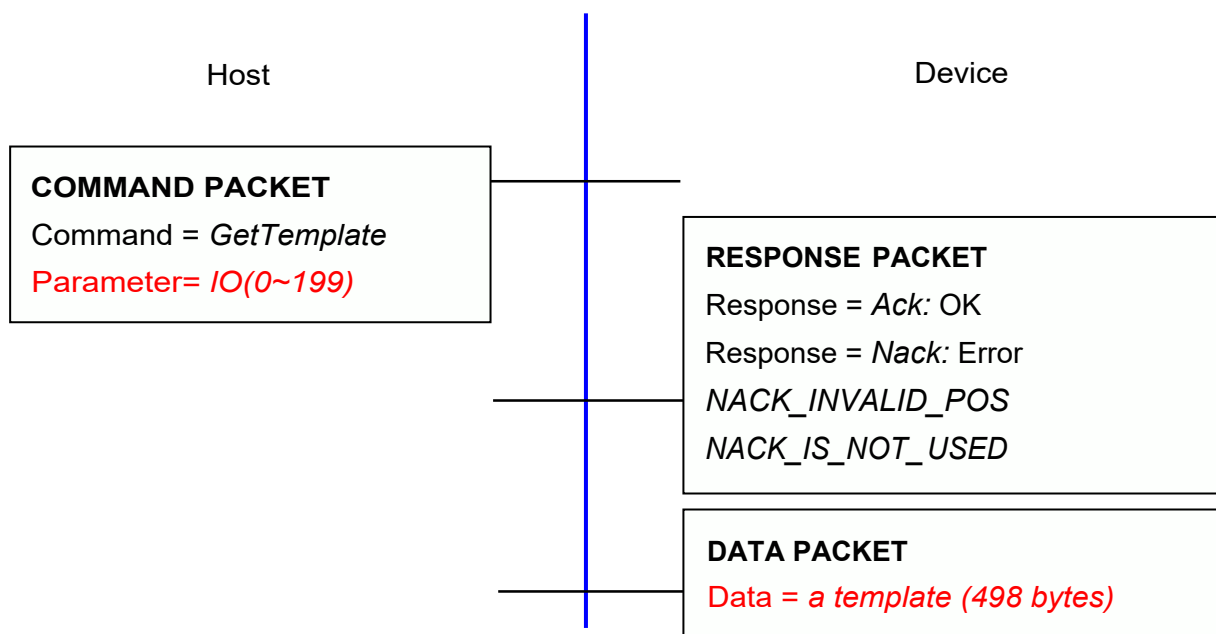 Host
Device
COMMAND PACKET
Command = GetTemplate
Parameter= IO(0~199)
RESPONSE PACKET
Response = Ack: OK
Response = Nack: Error
NACK_INVALID_POS
NACK_IS_NOT_USED
DATA PACKET
Data = a template (498 bytes)